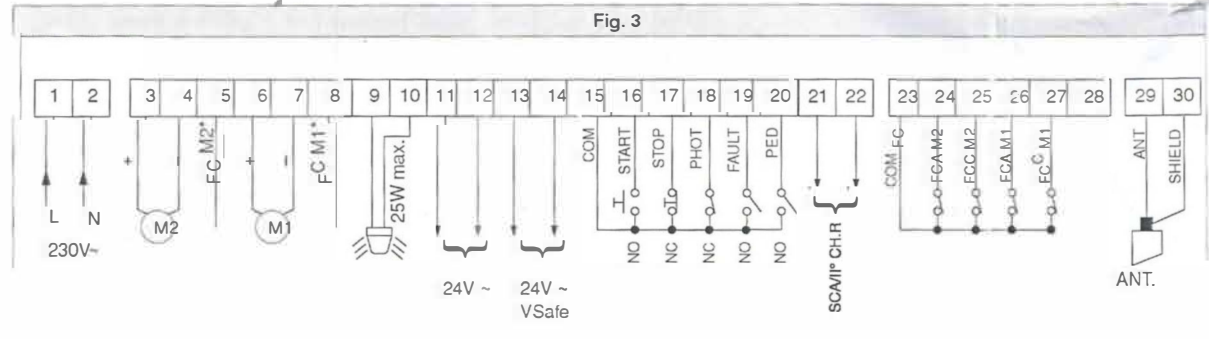 Fig. 3
1 2 3 4 5 6 7 8 9 10 11 12 13 14 15 16 17 18 19 20 21 22 23 24 25 26 27 28 29 30
L N
230V~
+ -
M2
FC M2*
+ -
M1
FC M1*
25W max.
24V ~
24V ~
VSafe
COM
START
STOP
PHOT
FAULT
PED
NO
NC
NC
NO
NO
SCA/II° CH.R
COM FC
FCA M2
FCC M2
FCA M1
FCC M1
ANT
SHIELD
ANT.